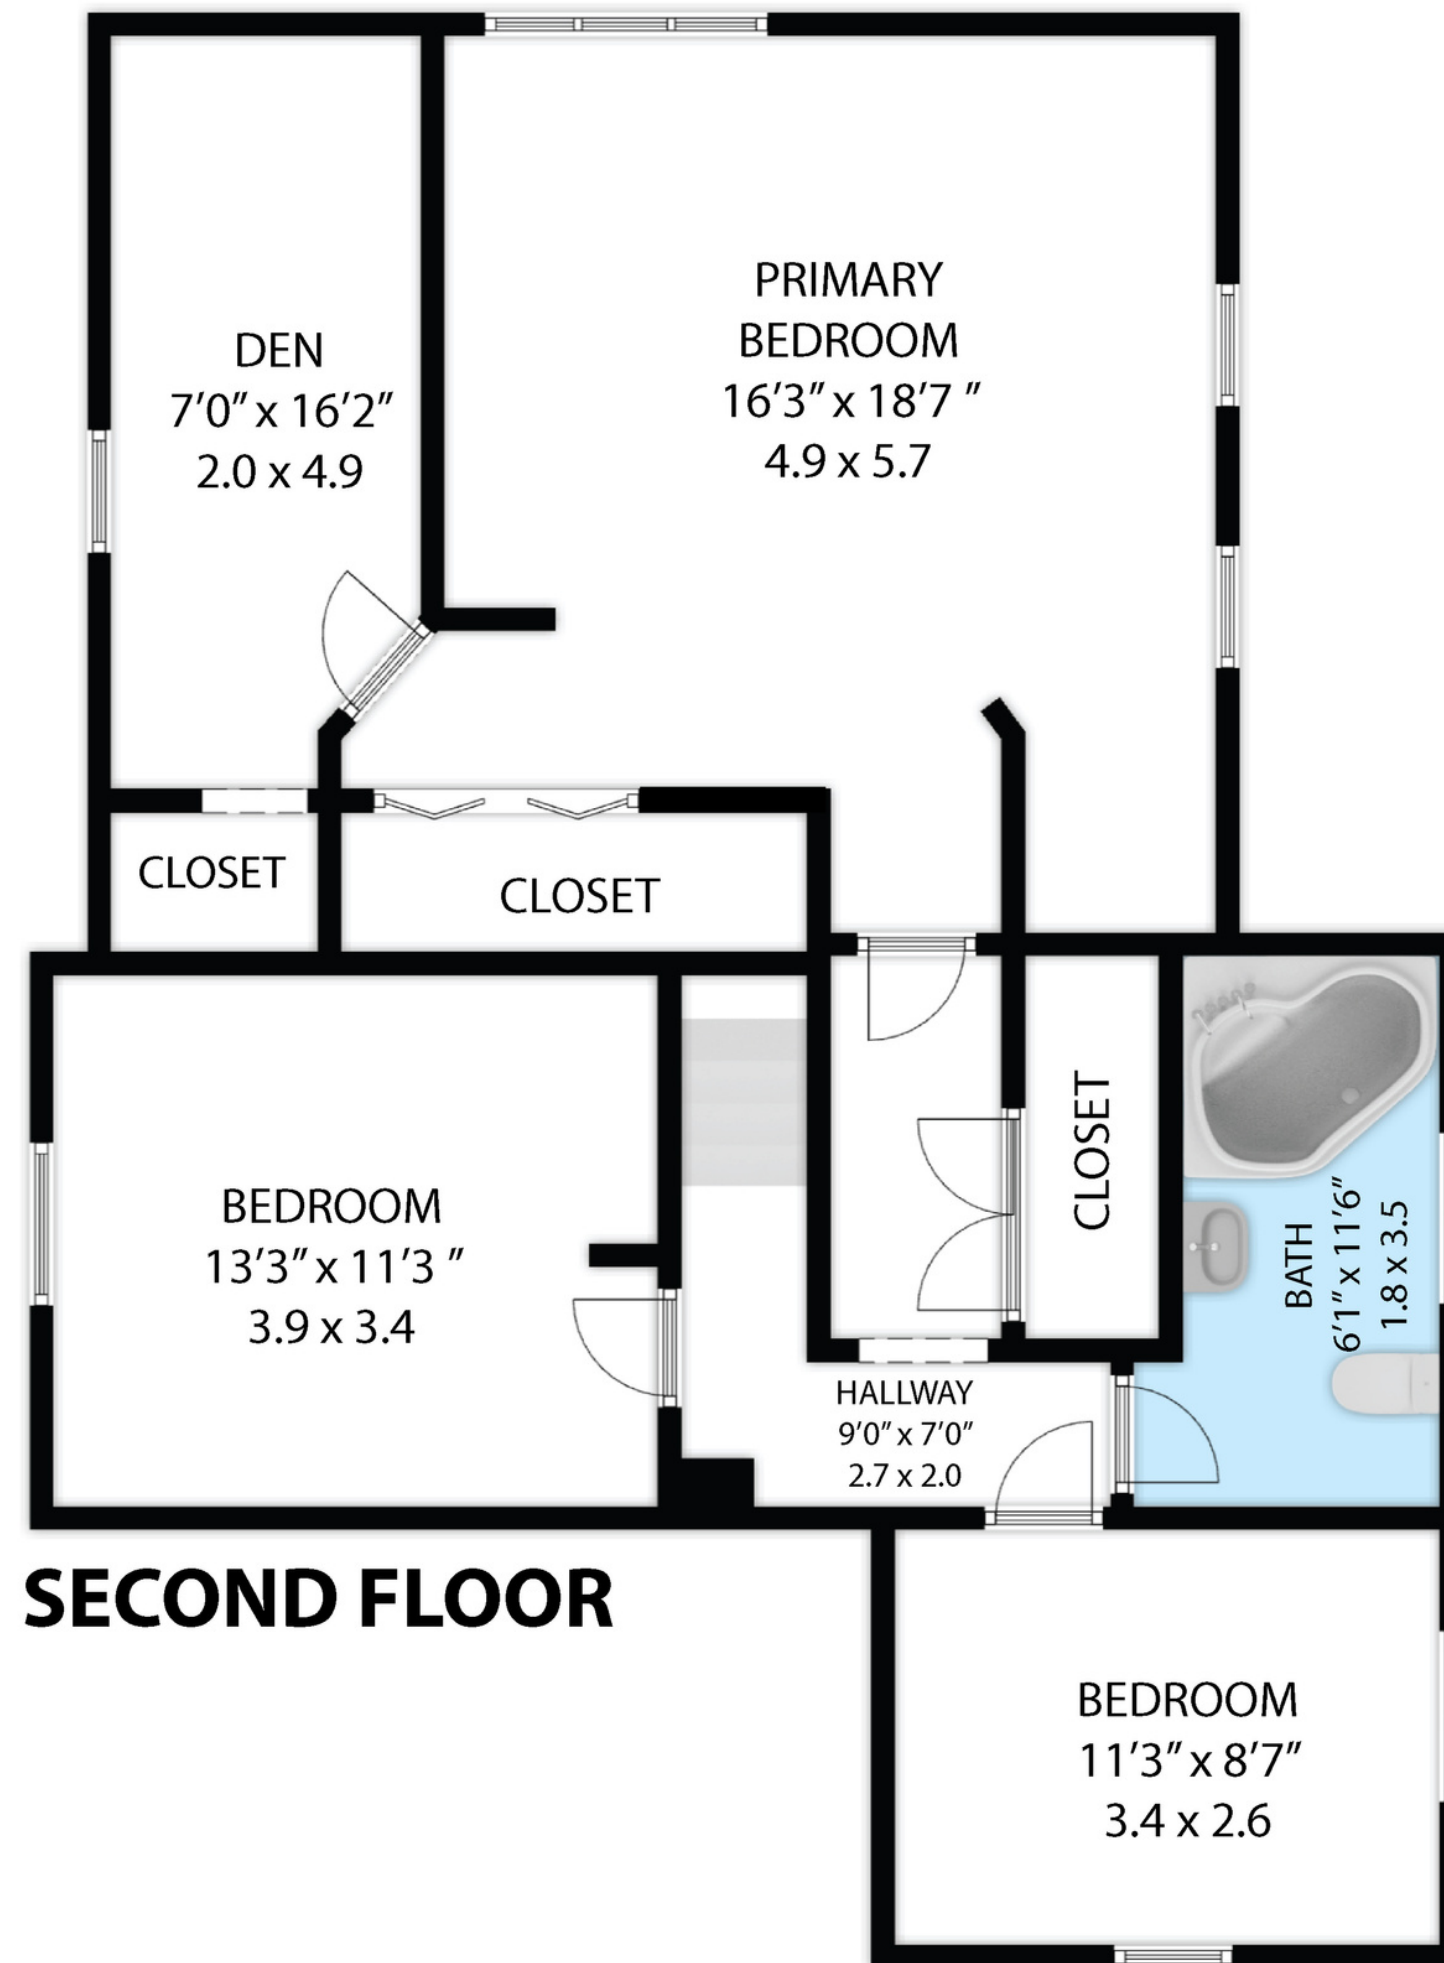 PRIMARY
BEDROOM
16'3" x 18'7 "
4.9 x 5.7
DEN
7'0" x 16'2"
2.0 x 4.9
CLOSET
CLOSET
CLOSET
BEDROOM
13'3" x 11'3 "
3.9 x 3.4
BATH
6'1" x 11'6"
1.8 x 3.5
HALLWAY
9'0" x 7'0"
2.7 x 2.0
SECOND FLOOR
BEDROOM
11'3" x 8'7"
3.4 x 2.6